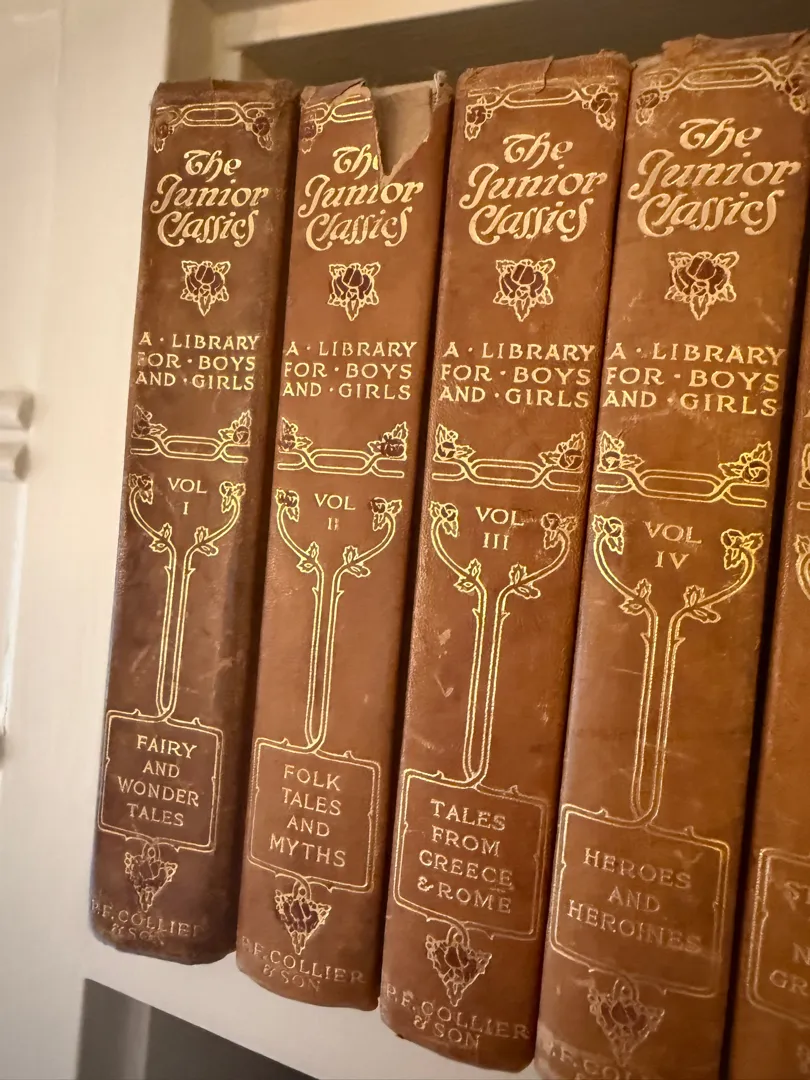 The
Junior
Classics
A · LIBRARY
FOR · BOYS
AND · GIRLS
VOL
I
FAIRY
AND
WONDER
TALES
P.F. COLLIER
& SON
The
Junior
Classics
A · LIBRARY
FOR · BOYS
AND · GIRLS
VOL
II
FOLK
TALES
AND
MYTHS
P.F. COLLIER
& SON
The
Junior
Classics
A · LIBRARY
FOR · BOYS
AND · GIRLS
VOL
III
TALES
FROM
GREECE
& ROME
P.F. COLLIER
& SON
The
Junior
Classics
A · LIBRARY
FOR · BOYS
AND · GIRLS
VOL
IV
HEROES
AND
HEROINES
P.F. COLLIER